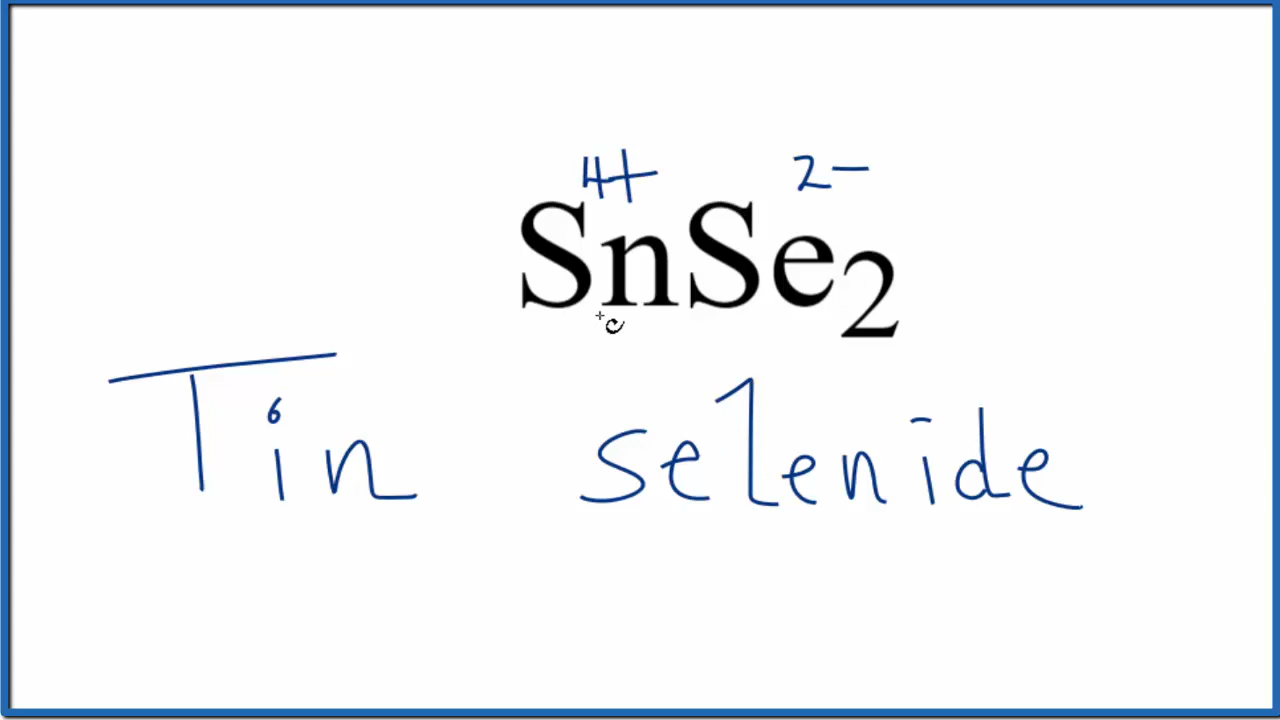 4+ 2-
SnSe₂
Tin selenide